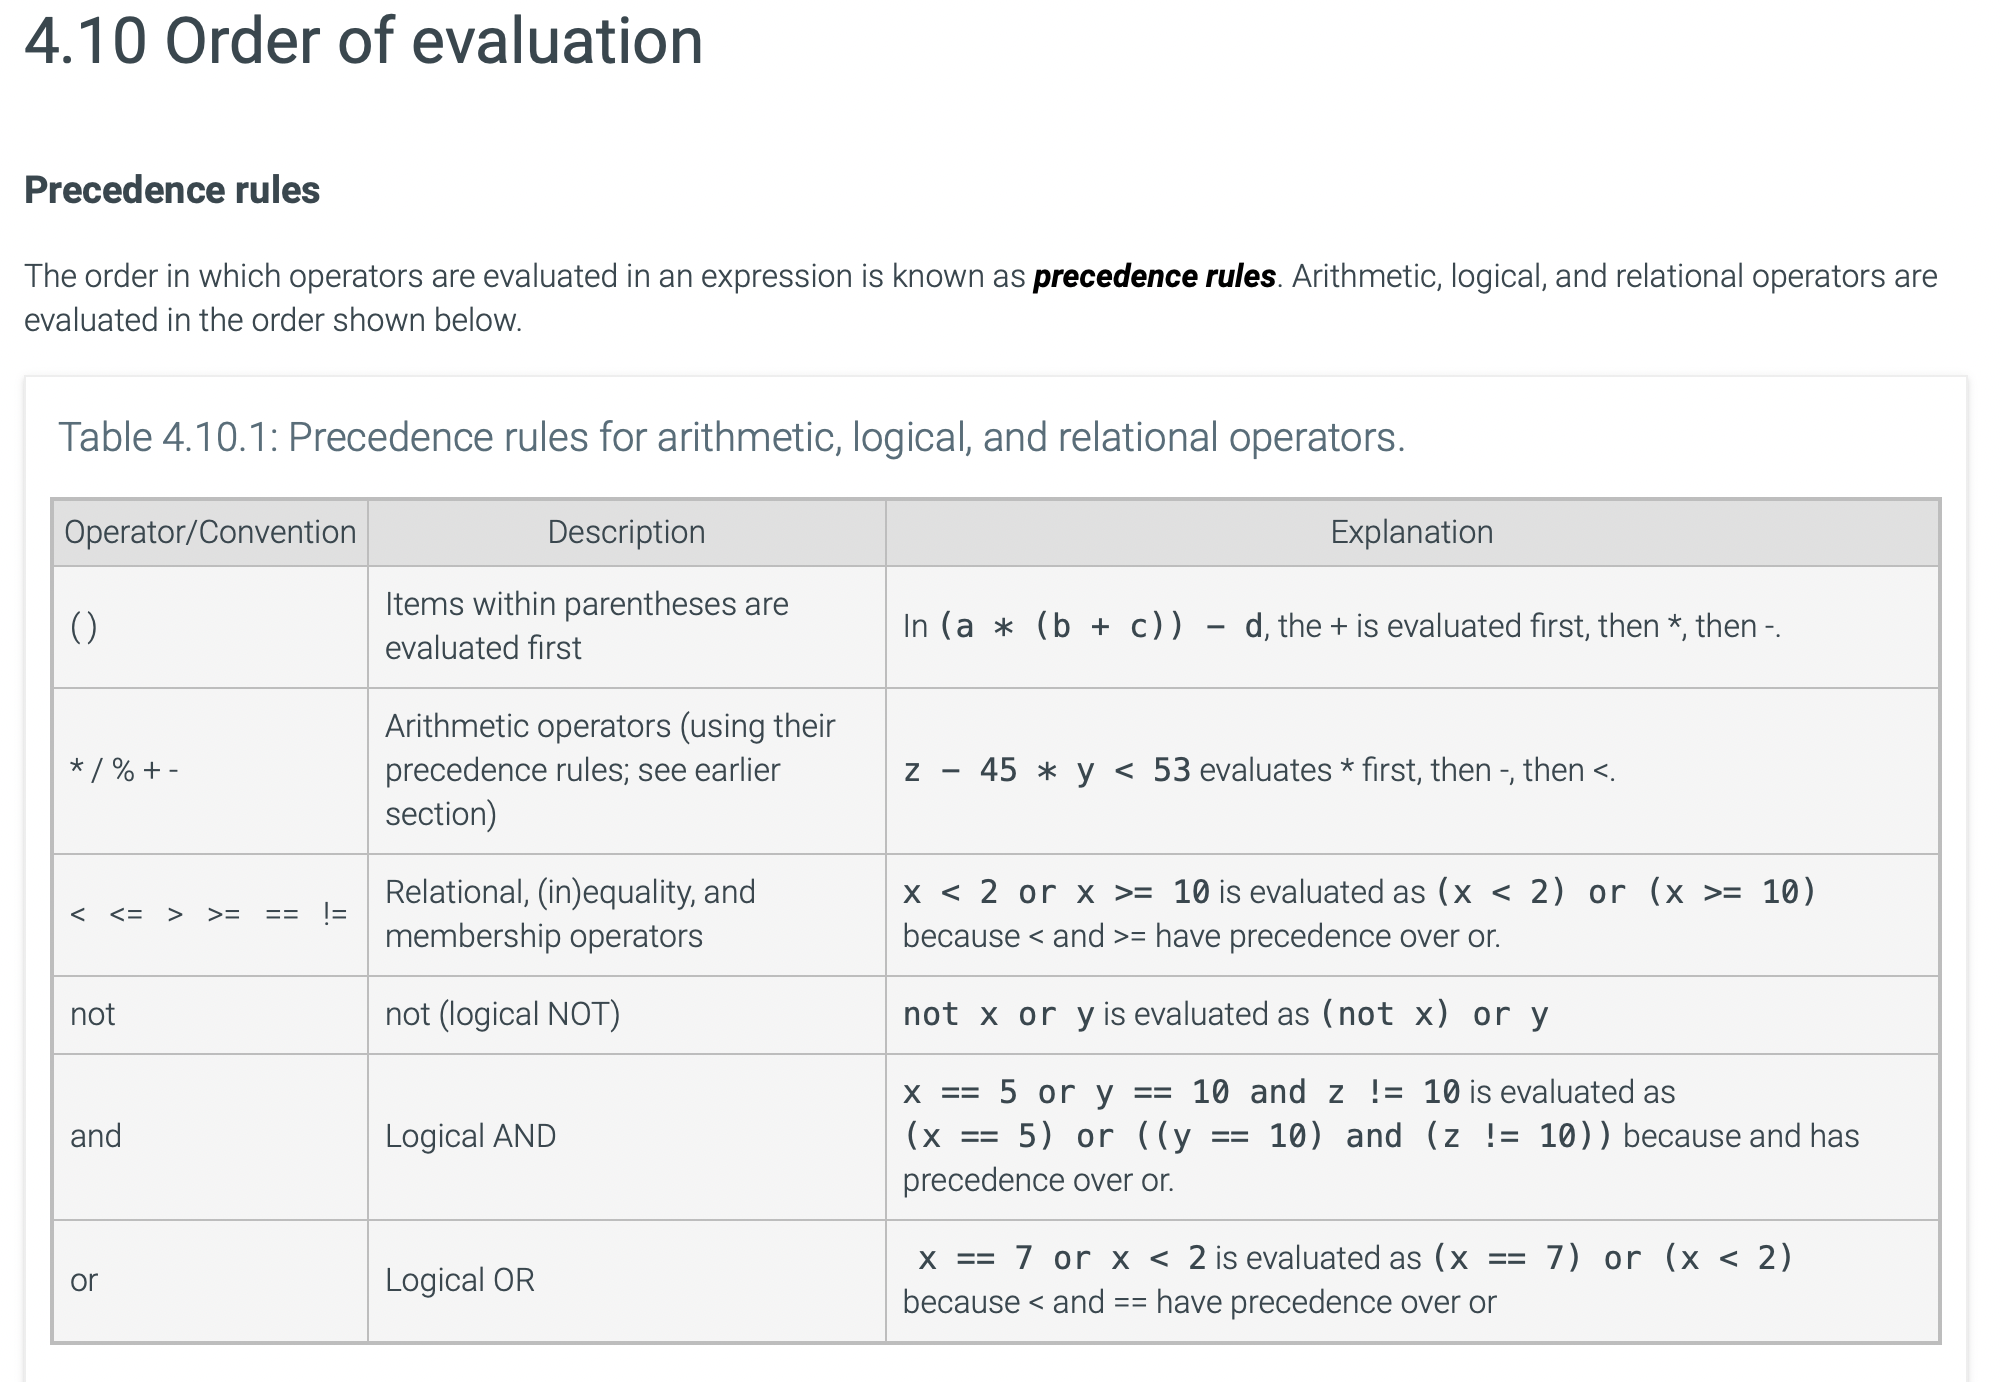 4.10 Order of evaluation
Precedence rules
The order in which operators are evaluated in an expression is known as precedence rules. Arithmetic, logical, and relational operators are
evaluated in the order shown below.
Table 4.10.1: Precedence rules for arithmetic, logical, and relational operators.
Operator/Convention Description Explanation
( ) Items within parentheses are
evaluated first
In (a * (b + c)) - d, the + is evaluated first, then *, then -.
* / % + - Arithmetic operators (using their
precedence rules; see earlier
section)
z - 45 * y < 53 evaluates * first, then -, then <.
< <= > >= == != Relational, (in)equality, and
membership operators
x < 2 or x >= 10 is evaluated as (x < 2) or (x >= 10)
because < and >= have precedence over or.
not not (logical NOT) not x or y is evaluated as (not x) or y
and Logical AND
x == 5 or y == 10 and z != 10 is evaluated as
(x == 5) or ((y == 10) and (z != 10)) because and has
precedence over or.
or Logical OR
x == 7 or x < 2 is evaluated as (x == 7) or (x < 2)
because < and == have precedence over or